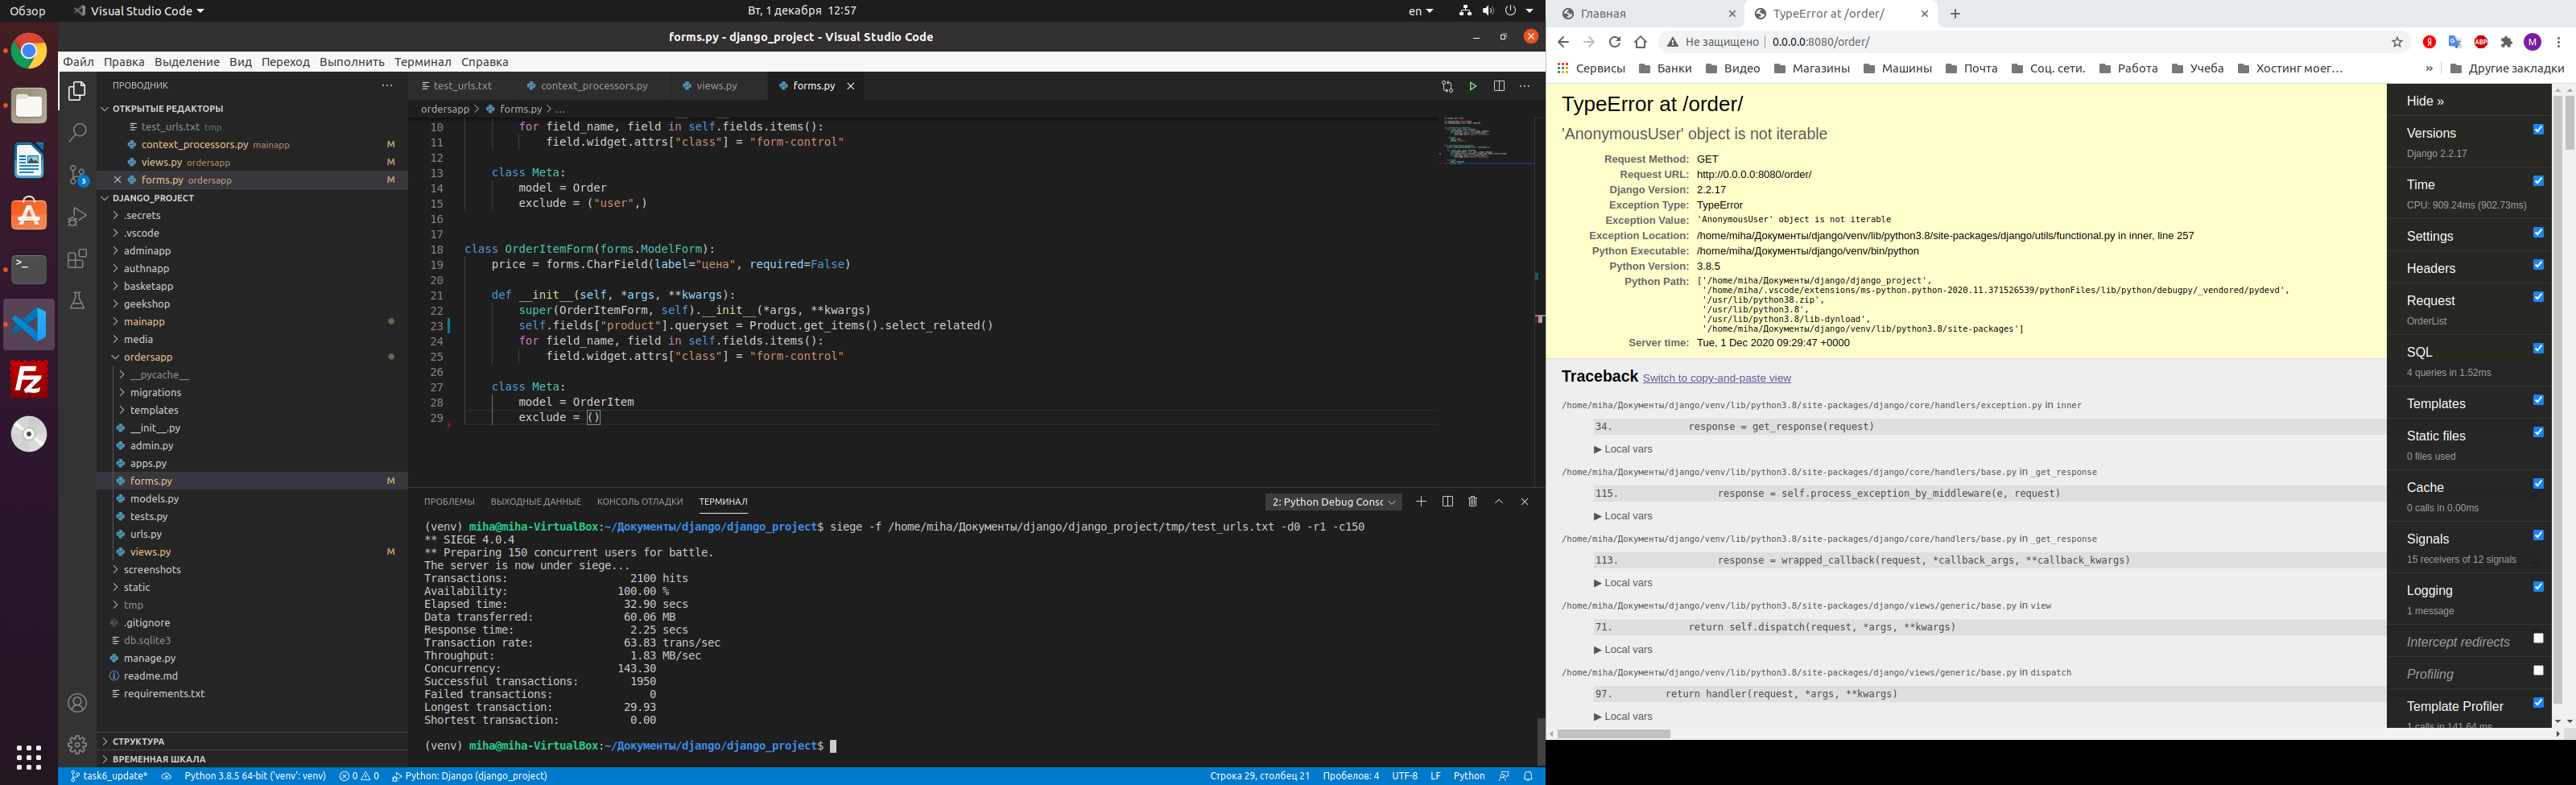 Обзор
Visual Studio Code
Вт, 1 декабря 12:57
en
forms.py - django_project - Visual Studio Code
Файл Правка Выделение Вид Переход Выполнить Терминал Справка
ПРОВОДНИК
ОТКРЫТЫЕ РЕДАКТОРЫ
test_urls.txt tmp
context_processors.py mainapp M
views.py ordersapp M
forms.py ordersapp M
DJANGO_PROJECT
.secrets
.vscode
adminapp
authnapp
basketapp
geekshop
mainapp
media
ordersapp
__pycache__
migrations
templates
__init__.py
admin.py
apps.py
forms.py M
models.py
tests.py
urls.py
views.py M
screenshots
static
tmp
.gitignore
db.sqlite3
manage.py
readme.md
requirements.txt
СТРУКТУРА
ВРЕМЕННАЯ ШКАЛА
3
test_urls.txt context_processors.py views.py forms.py
ordersapp > forms.py > ...
10 for field_name, field in self.fields.items():
11 field.widget.attrs["class"] = "form-control"
12
13 class Meta:
14 model = Order
15 exclude = ("user",)
16
17
18 class OrderItemForm(forms.ModelForm):
19 price = forms.CharField(label="цена", required=False)
20
21 def __init__(self, *args, **kwargs):
22 super(OrderItemForm, self).__init__(*args, **kwargs)
23 self.fields["product"].queryset = Product.get_items().select_related()
24 for field_name, field in self.fields.items():
25 field.widget.attrs["class"] = "form-control"
26
27 class Meta:
28 model = OrderItem
29 exclude = ()
ПРОБЛЕМЫ ВЫХОДНЫЕ ДАННЫЕ КОНСОЛЬ ОТЛАДКИ ТЕРМИНАЛ
2: Python Debug Consc
(venv) miha@miha-VirtualBox:~/Документы/django/django_project$ siege -f /home/miha/Документы/django/django_project/tmp/test_urls.txt -d0 -r1 -c150
** SIEGE 4.0.4
** Preparing 150 concurrent users for battle.
The server is now under siege...
Transactions: 2100 hits
Availability: 100.00 %
Elapsed time: 32.90 secs
Data transferred: 60.06 MB
Response time: 2.25 secs
Transaction rate: 63.83 trans/sec
Throughput: 1.83 MB/sec
Concurrency: 143.30
Successful transactions: 1950
Failed transactions: 0
Longest transaction: 29.93
Shortest transaction: 0.00
(venv) miha@miha-VirtualBox:~/Документы/django/django_project$
task6_update*
Python 3.8.5 64-bit ('venv': venv)
0 0
Python: Django (django_project)
Строка 29, столбец 21 Пробелов: 4 UTF-8 LF Python
Главная
TypeError at /order/
Не защищено | 0.0.0.0:8080/order/
Сервисы Банки Видео Магазины Машины Почта Соц. сети. Работа Учеба Хостинг моег... » Другие закладки
TypeError at /order/
'AnonymousUser' object is not iterable
Request Method: GET
Request URL: http://0.0.0.0:8080/order/
Django Version: 2.2.17
Exception Type: TypeError
Exception Value: 'AnonymousUser' object is not iterable
Exception Location: /home/miha/Документы/django/venv/lib/python3.8/site-packages/django/utils/functional.py in inner, line 257
Python Executable: /home/miha/Документы/django/venv/bin/python
Python Version: 3.8.5
Python Path: ['/home/miha/Документы/django/django_project',
'/home/miha/.vscode/extensions/ms-python.python-2020.11.371526539/pythonFiles/lib/python/debugpy/_vendored/pydevd',
'/usr/lib/python38.zip',
'/usr/lib/python3.8',
'/usr/lib/python3.8/lib-dynload',
'/home/miha/Документы/django/venv/lib/python3.8/site-packages']
Server time: Tue, 1 Dec 2020 09:29:47 +0000
Traceback Switch to copy-and-paste view
/home/miha/Документы/django/venv/lib/python3.8/site-packages/django/core/handlers/exception.py in inner
34. response = get_response(request)
▶ Local vars
/home/miha/Документы/django/venv/lib/python3.8/site-packages/django/core/handlers/base.py in _get_response
115. response = self.process_exception_by_middleware(e, request)
▶ Local vars
/home/miha/Документы/django/venv/lib/python3.8/site-packages/django/core/handlers/base.py in _get_response
113. response = wrapped_callback(request, *callback_args, **callback_kwargs)
▶ Local vars
/home/miha/Документы/django/venv/lib/python3.8/site-packages/django/views/generic/base.py in view
71. return self.dispatch(request, *args, **kwargs)
▶ Local vars
/home/miha/Документы/django/venv/lib/python3.8/site-packages/django/views/generic/base.py in dispatch
97. return handler(request, *args, **kwargs)
▶ Local vars
Hide »
Versions
Django 2.2.17
Time
CPU: 909.24ms (902.73ms)
Settings
Headers
Request
OrderList
SQL
4 queries in 1.52ms
Templates
Static files
0 files used
Cache
0 calls in 0.00ms
Signals
15 receivers of 12 signals
Logging
1 message
Intercept redirects
Profiling
Template Profiler
1 calls in 141.64 ms